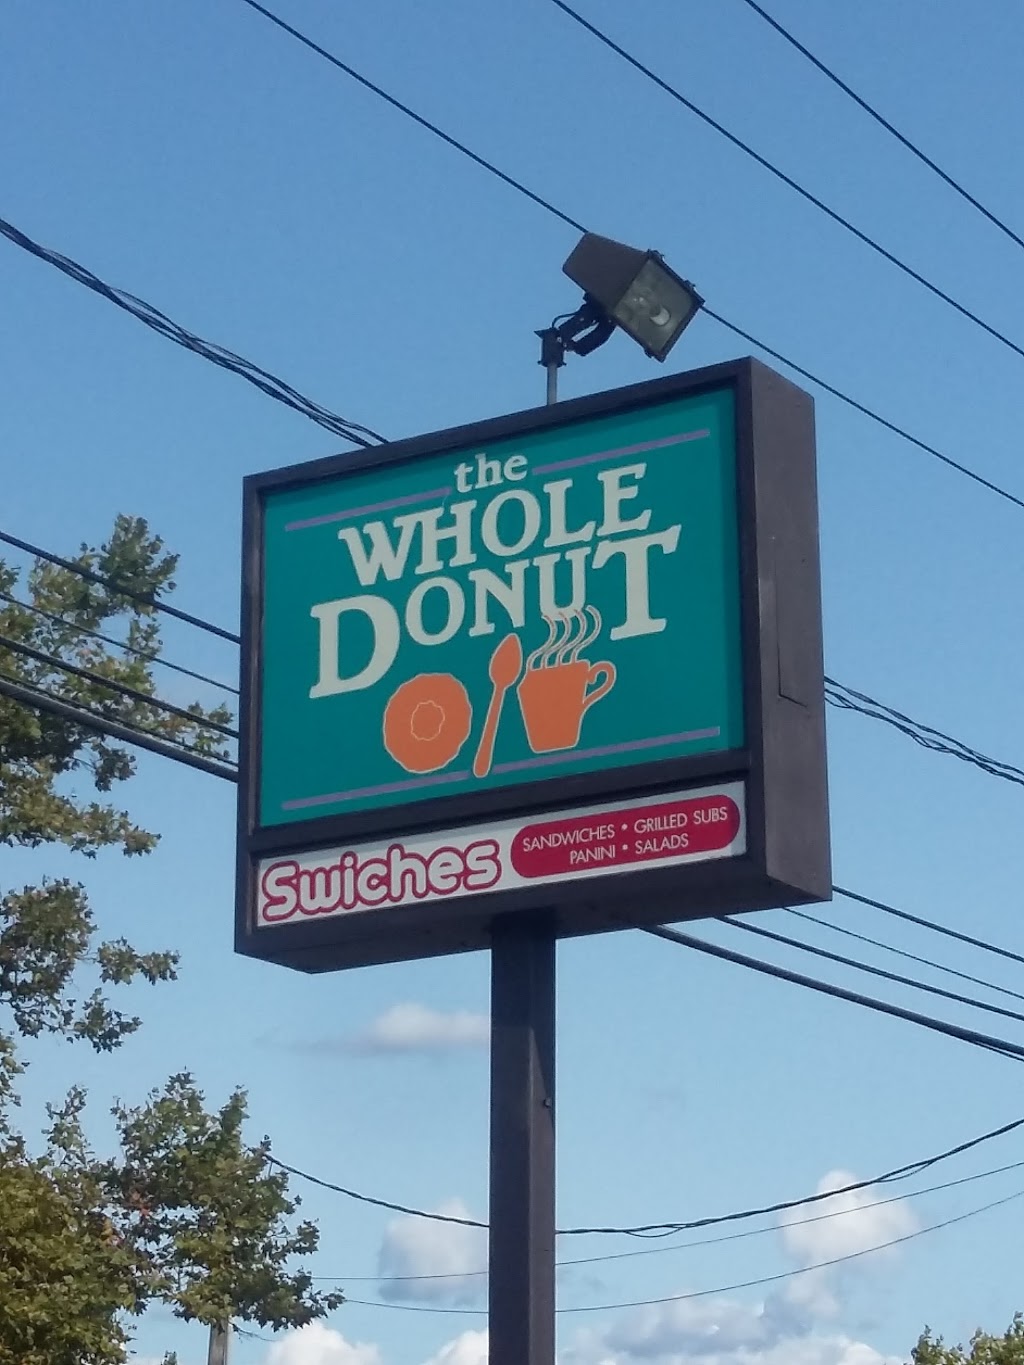 the
WHOLE
DONUT
Swiches
SANDWICHES • GRILLED SUBS
PANINI • SALADS